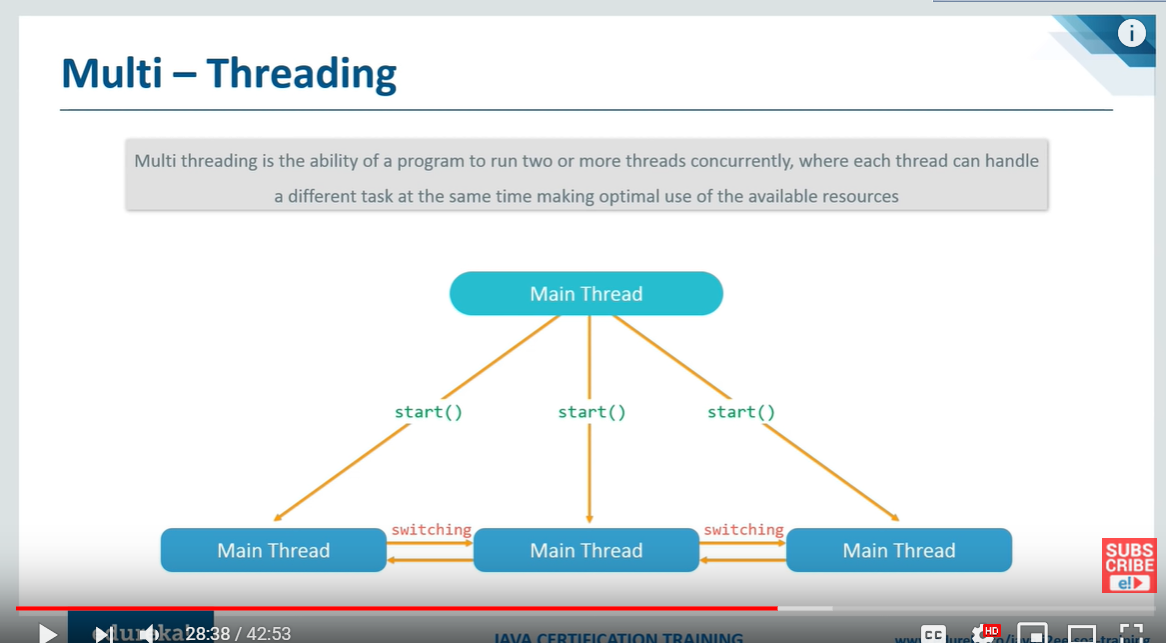 i
Multi – Threading
Multi threading is the ability of a program to run two or more threads concurrently, where each thread can handle
a different task at the same time making optimal use of the available resources
Main Thread
start() start() start()
switching switching
Main Thread Main Thread Main Thread
SUBS
CRIBE
e!
28:38 / 42:53
JAVA CERTIFICATION TRAINING
CC
HD